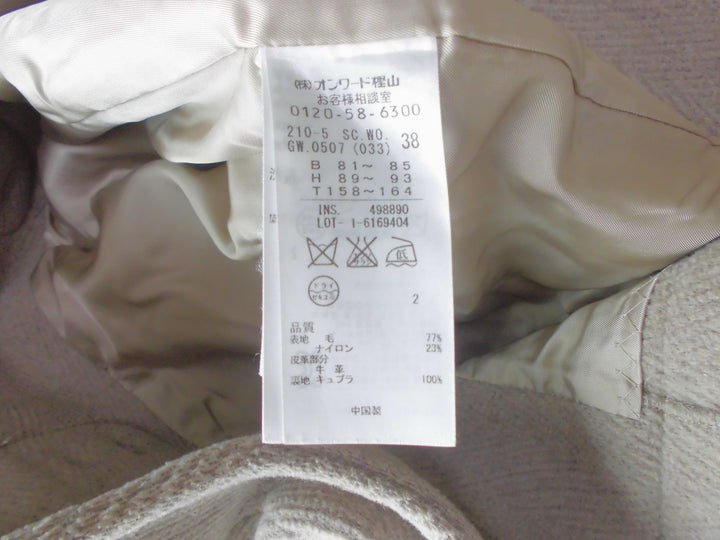 (株)オンワード樫山
お客様相談室
0120-58-6300
210-5 SC.WO. 38
GW.0507 (033)
B 81～ 85
H 89～ 93
T158～164
INS. 498890
LOT- 1-6169404
エンソ
低
ドライ
セキユ系
2
品質
表地 毛 77%
ナイロン 23%
皮革部分
牛 革
裏地 キュプラ 100%
中国製